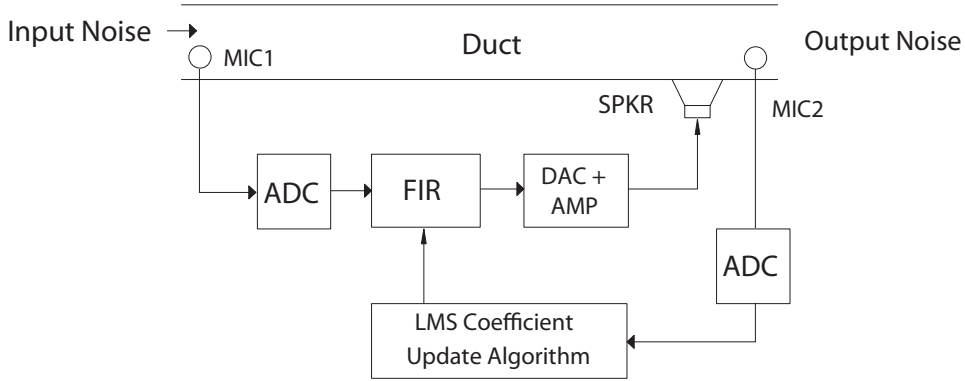 Input Noise
MIC1
Duct
Output Noise
SPKR
MIC2
ADC
FIR
DAC +
AMP
ADC
LMS Coefficient
Update Algorithm